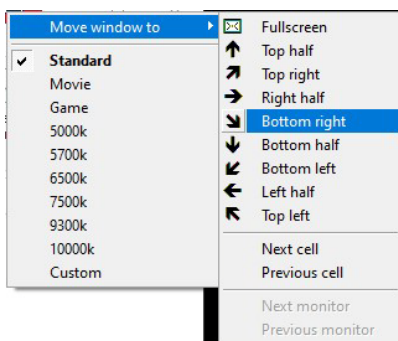 Move window to
Standard
Movie
Game
5000k
5700k
6500k
7500k
9300k
10000k
Custom
Fullscreen
Top half
Top right
Right half
Bottom right
Bottom half
Bottom left
Left half
Top left
Next cell
Previous cell
Next monitor
Previous monitor